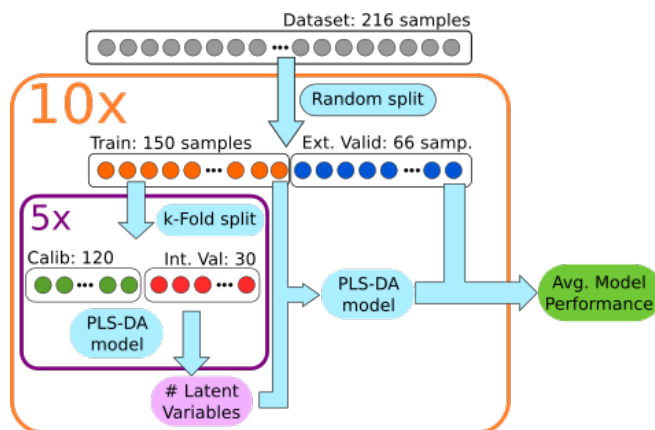 Dataset: 216 samples
10x
Random split
Train: 150 samples
Ext. Valid: 66 samp.
5x
k-Fold split
Calib: 120
Int. Val: 30
PLS-DA
model
PLS-DA
model
Avg. Model
Performance
# Latent
Variables